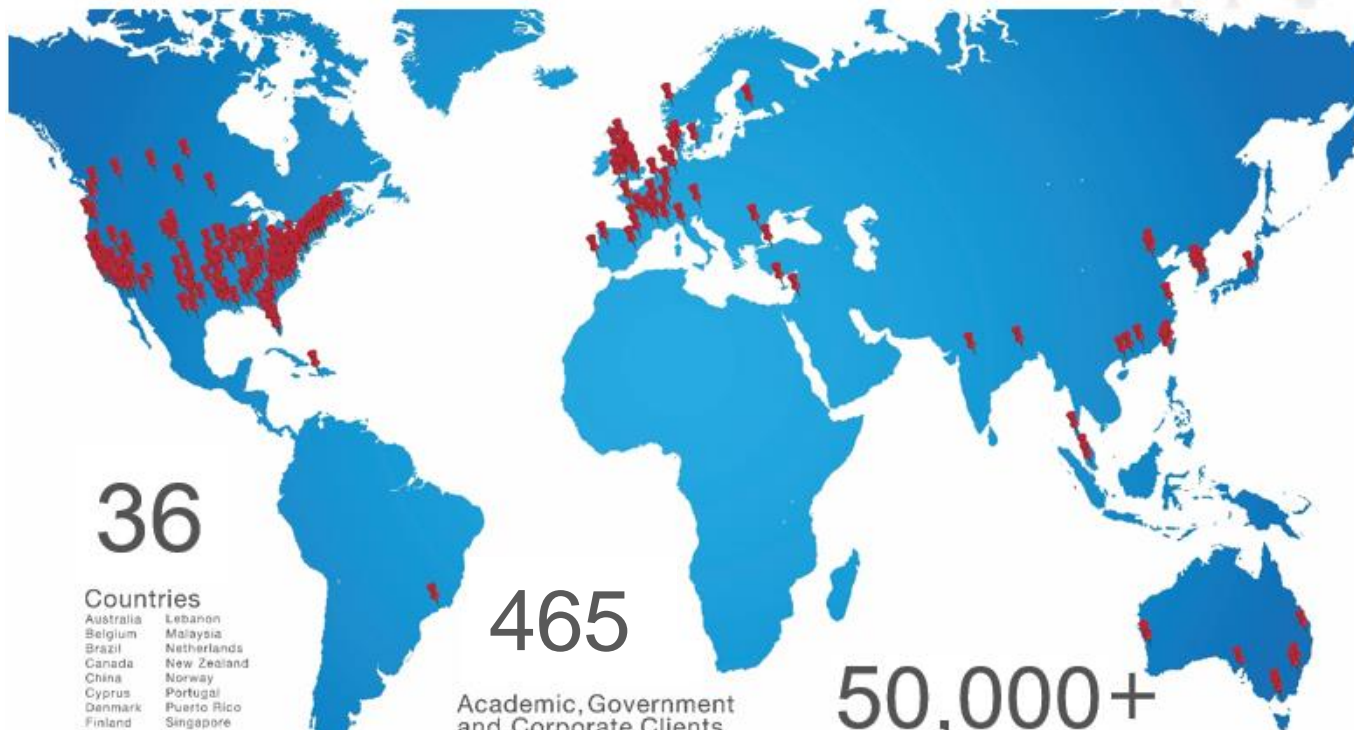 36
Countries
Australia Lebanon
Belgium Malaysia
Brazil Netherlands
Canada New Zealand
China Norway
Cyprus Portugal
Denmark Puerto Rico
Finland Singapore
465
Academic, Government
and Corporate Clients
50,000+